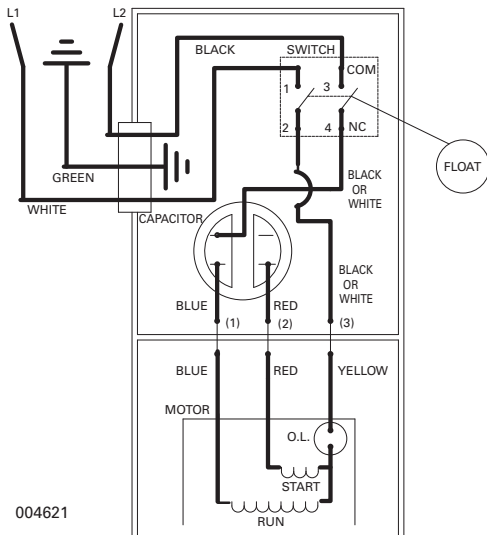 L1
L2
BLACK
SWITCH
COM
1
3
2
4
NC
FLOAT
GREEN
WHITE
CAPACITOR
BLACK
OR
WHITE
BLACK
OR
WHITE
BLUE
RED
(1)
(2)
(3)
BLUE
RED
YELLOW
MOTOR
O.L.
START
RUN
004621